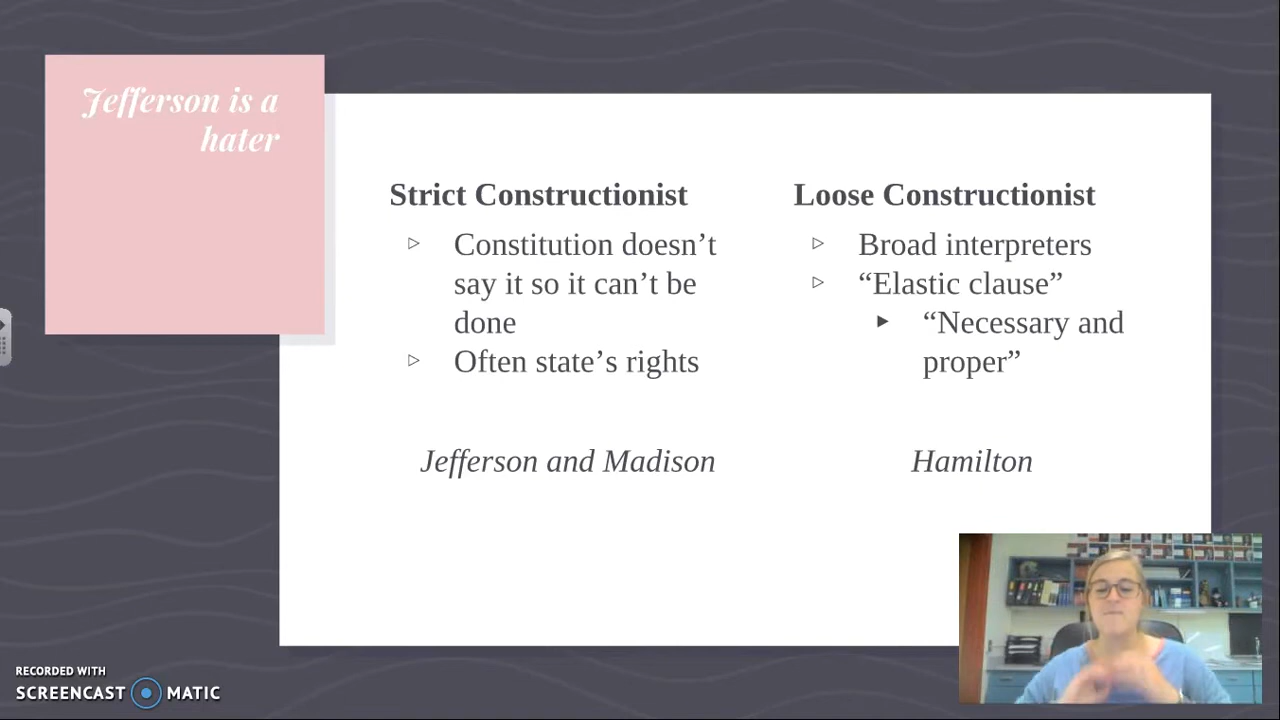 Jefferson is a
hater
Strict Constructionist
▷ Constitution doesn’t
say it so it can’t be
done
▷ Often state’s rights
Jefferson and Madison
Loose Constructionist
▷ Broad interpreters
▷ “Elastic clause”
▶ “Necessary and
proper”
Hamilton
RECORDED WITH
SCREENCAST MATIC